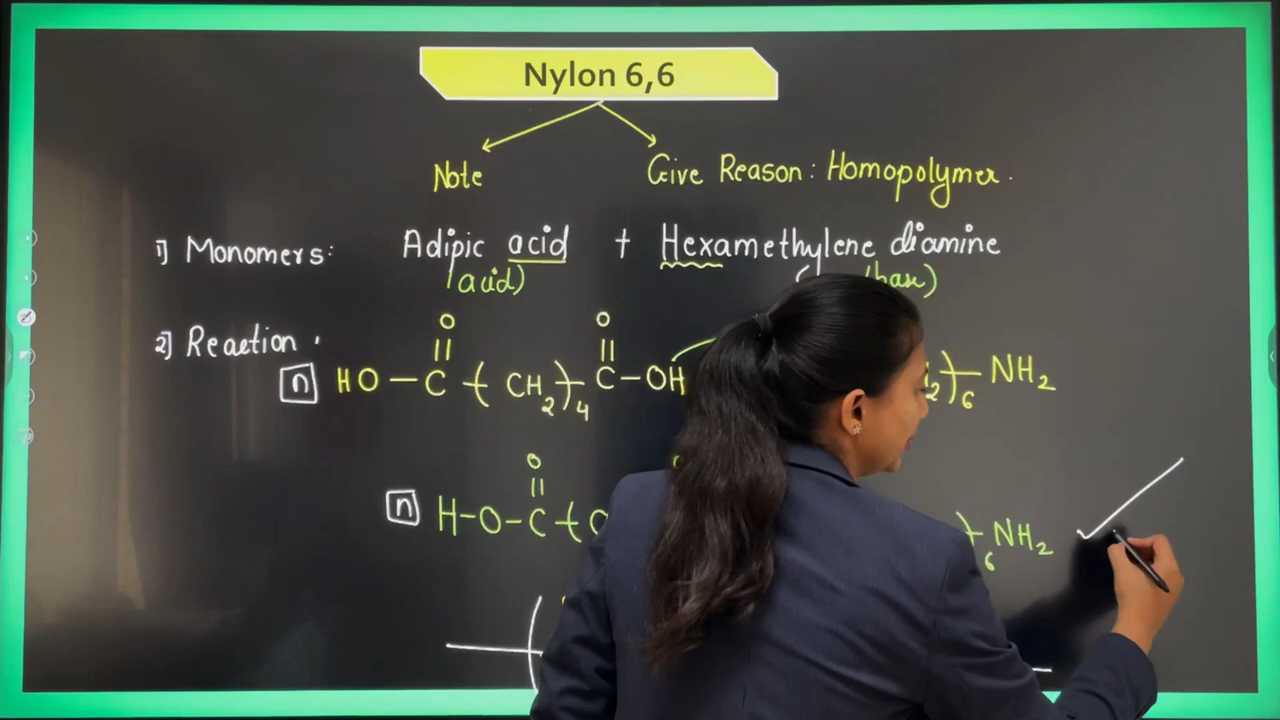 Nylon 6,6
Note
Give Reason: Homopolymer.
1) Monomers: Adipic acid + Hexamethylene diamine
(acid) (base)
O O
|| ||
2) Reaction.
n HO — C —( CH2 )4 C — OH 2 )6 — NH2
O
||
n H-O-C-( )6 NH2